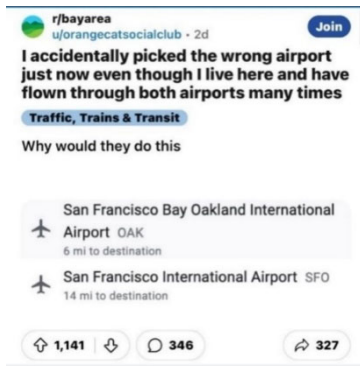 r/bayarea
u/orangecatsocialclub • 2d
Join
I accidentally picked the wrong airport
just now even though I live here and have
flown through both airports many times
Traffic, Trains & Transit
Why would they do this
San Francisco Bay Oakland International
Airport OAK
6 mi to destination
San Francisco International Airport SFO
14 mi to destination
1,141
346
327